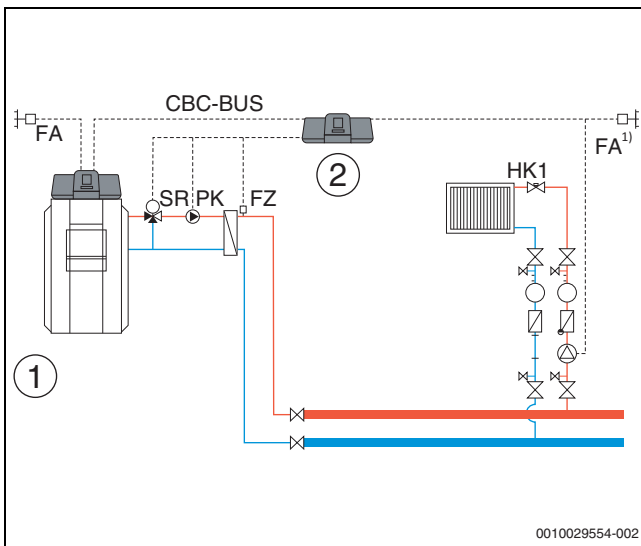 CBC-BUS
FA
FA¹⁾
2
SR PK FZ
HK1
1
0010029554-002